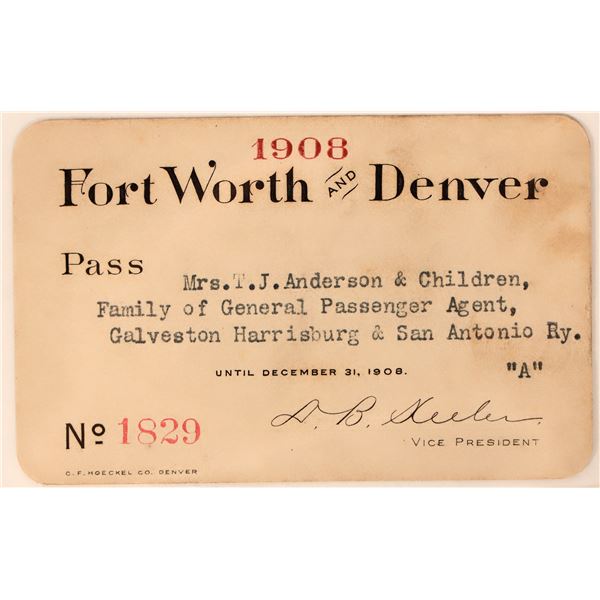 1908
Fort Worth AND Denver
Pass
Mrs.T.J.Anderson & Children,
Family of General Passenger Agent,
Galveston Harrisburg & San Antonio Ry.
UNTIL DECEMBER 31, 1908.
"A"
Nº 1829
D. B. Keeler
VICE PRESIDENT
C. F. HOECKEL CO. DENVER